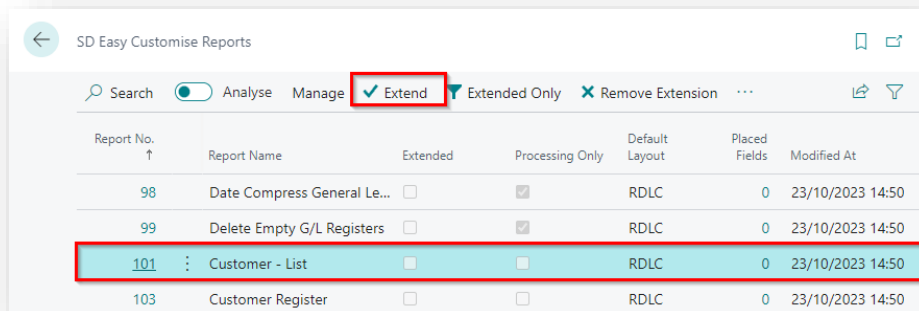 SD Easy Customise Reports
Search Analyse Manage Extend Extended Only Remove Extension ...
Report No. ↑ Report Name Extended Processing Only Default Layout Placed Fields Modified At
98 Date Compress General Le... RDLC 0 23/10/2023 14:50
99 Delete Empty G/L Registers RDLC 0 23/10/2023 14:50
101 Customer - List RDLC 0 23/10/2023 14:50
103 Customer Register RDLC 0 23/10/2023 14:50